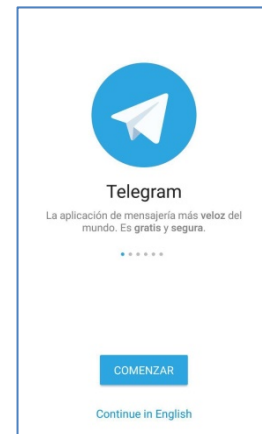 Telegram
La aplicación de mensajería más veloz del
mundo. Es gratis y segura.
COMENZAR
Continue in English